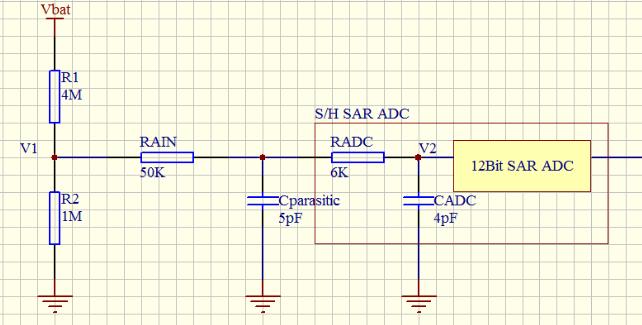 Vbat
R1
4M
S/H SAR ADC
V1
RAIN
RADC
V2
50K
6K
12Bit SAR ADC
R2
1M
Cparasitic
5pF
CADC
4pF